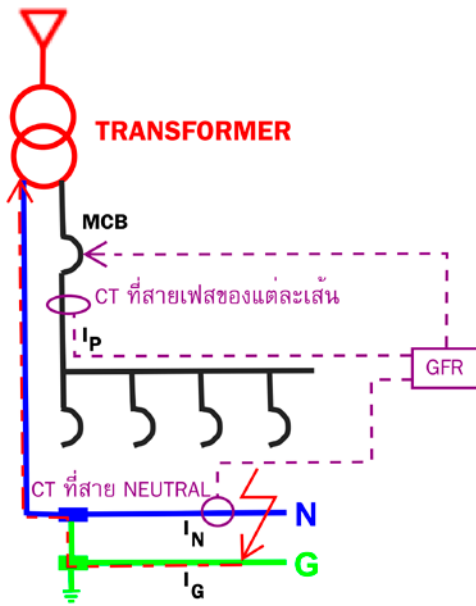 TRANSFORMER
MCB
CT ที่สายเฟสของแต่ละเส้น
IP
GFR
CT ที่สาย NEUTRAL
N
IN
G
IG